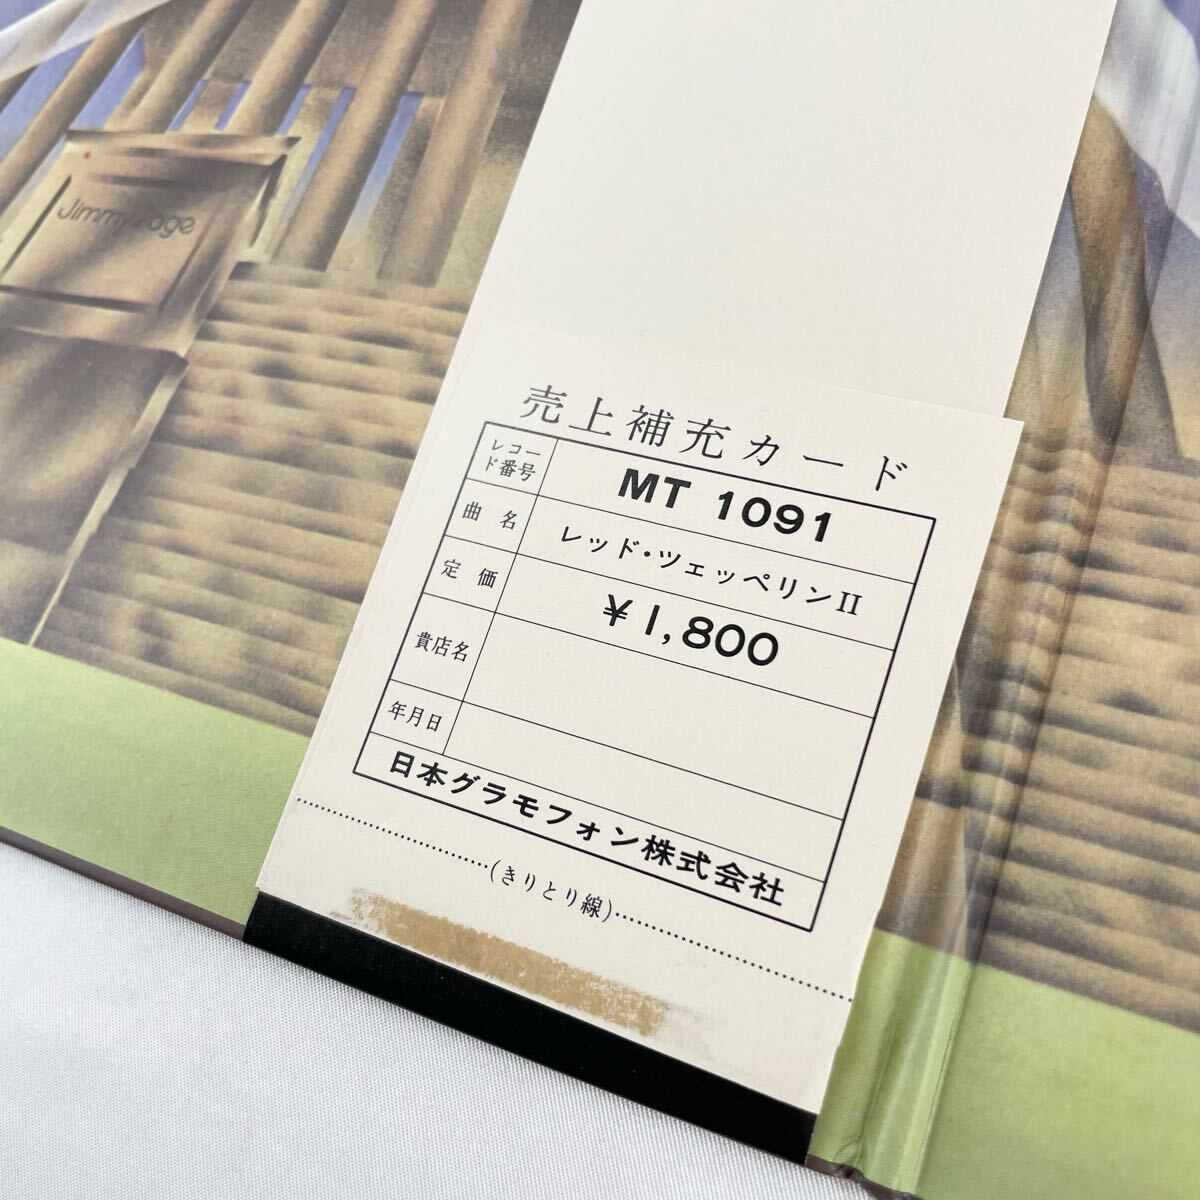 Jimmy Page
売上補充カード
レコード番号
MT 1091
曲名
レッド・ツェッペリンII
定価
¥1,800
貴店名
年月日
日本グラモフォン株式会社
(きりとり線)